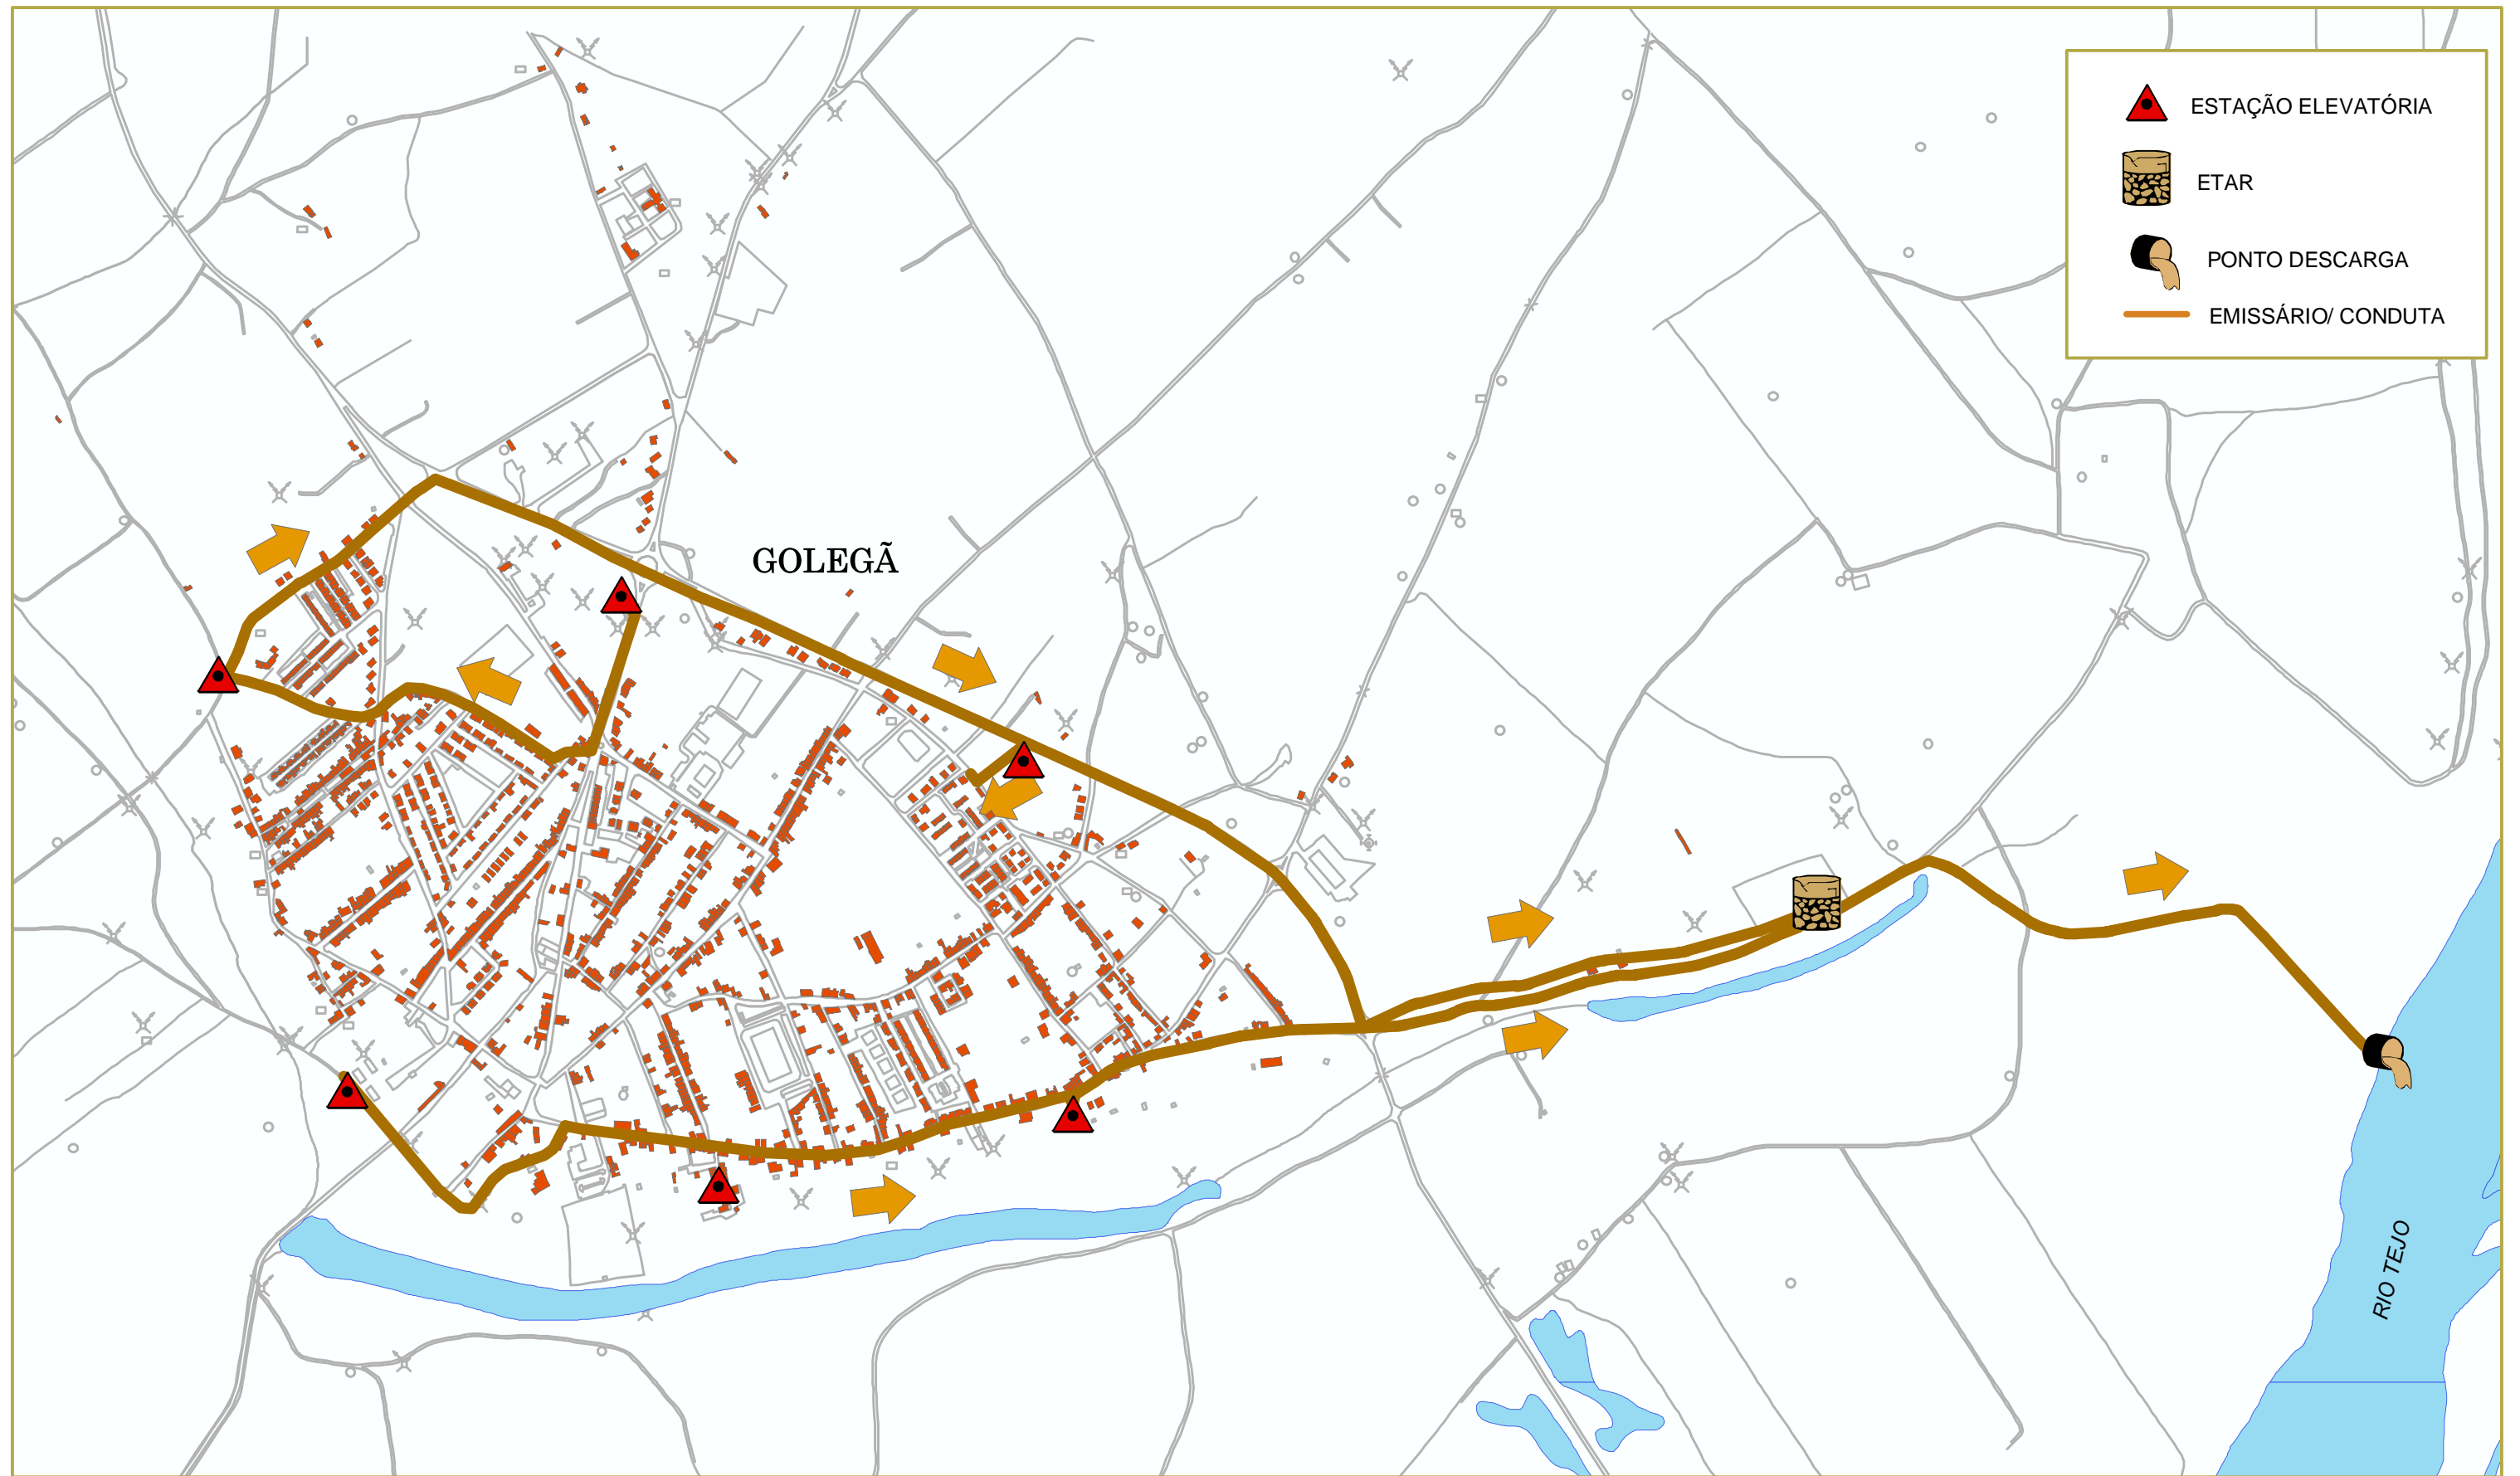 ESTAÇÃO ELEVATÓRIA
ETAR
PONTO DESCARGA
EMISSÁRIO/ CONDUTA
GOLEGÃ
RIO TEJO